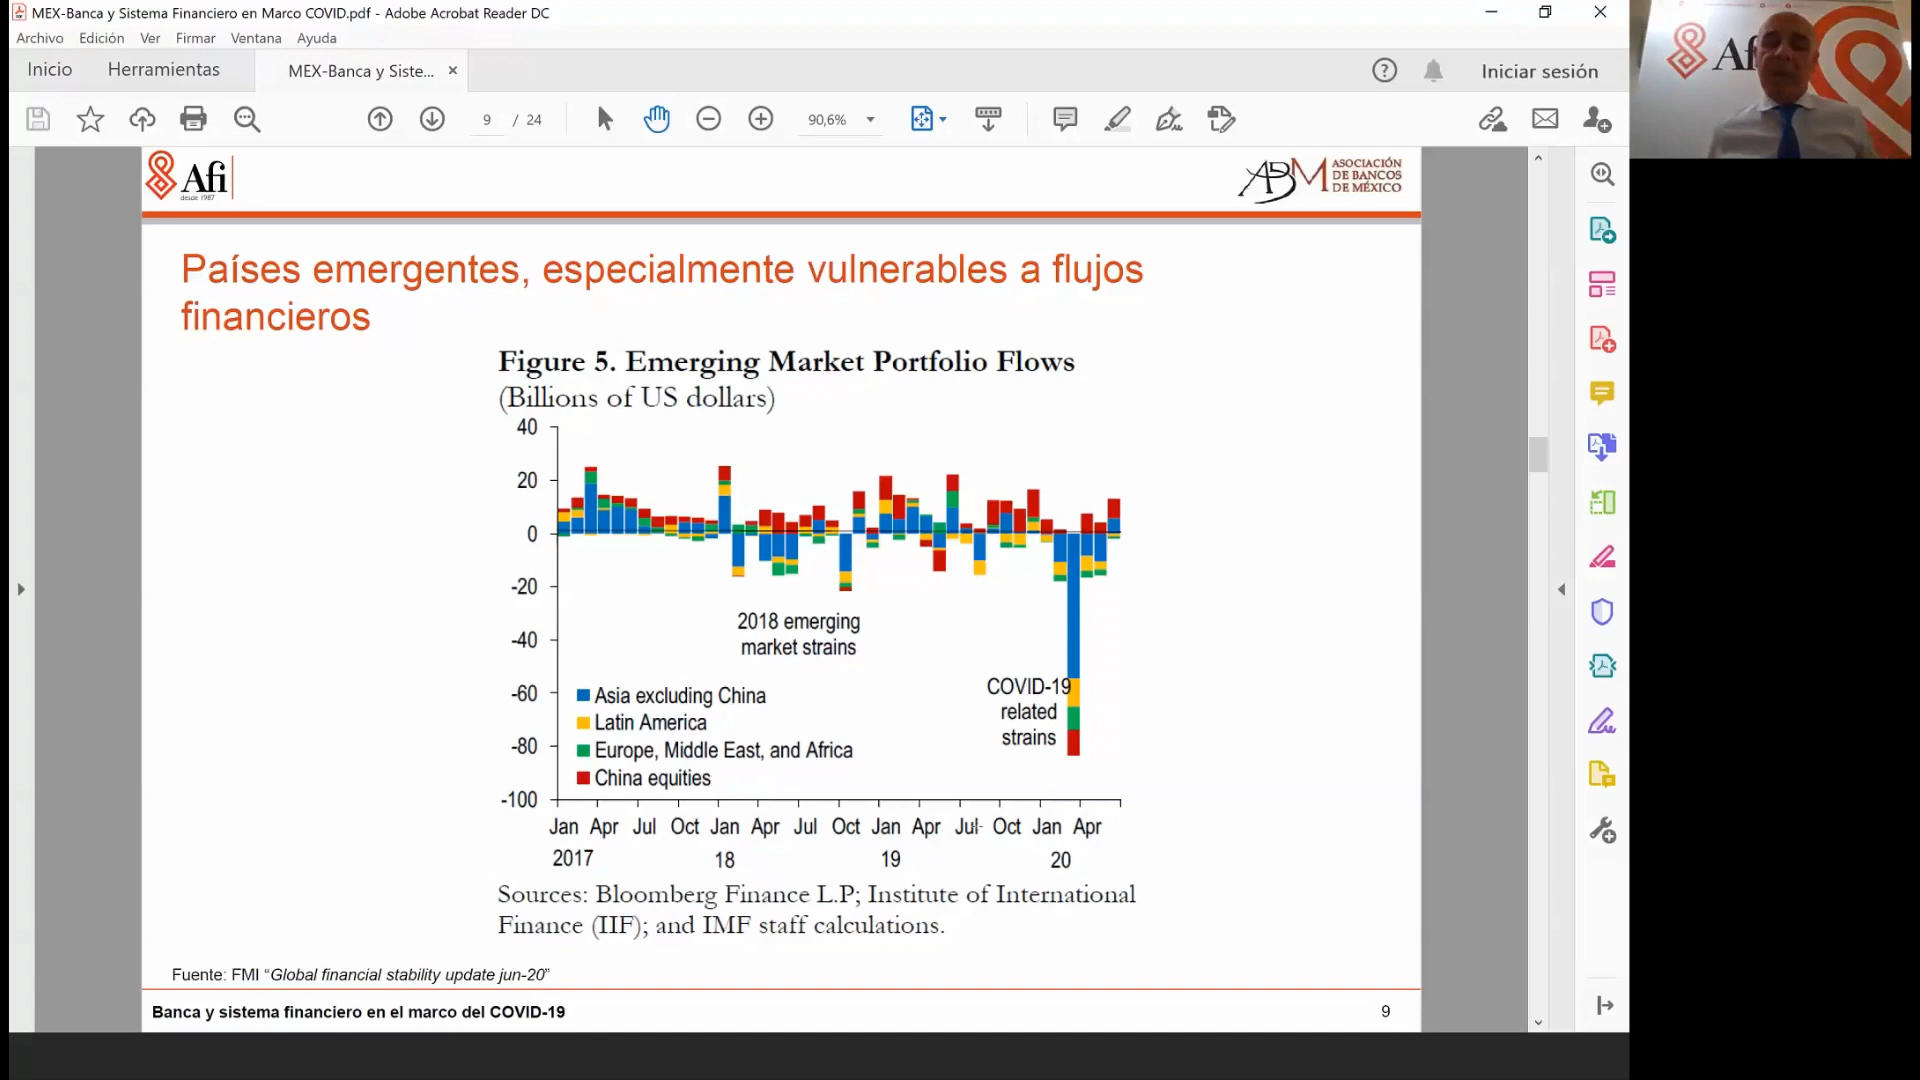 MEX-Banca y Sistema Financiero en Marco COVID.pdf - Adobe Acrobat Reader DC
Archivo Edición Ver Firmar Ventana Ayuda
Inicio Herramientas MEX-Banca y Siste... × Iniciar sesión
9 / 24 90,6%
Afi
Afi
desde 1987
ABM ASOCIACIÓN
DE BANCOS
DE MÉXICO
Países emergentes, especialmente vulnerables a flujos
financieros
Figure 5. Emerging Market Portfolio Flows
(Billions of US dollars)
40
20
0
-20
-40
-60
-80
-100
2018 emerging
market strains
COVID-19
related
strains
Asia excluding China
Latin America
Europe, Middle East, and Africa
China equities
Jan Apr Jul Oct Jan Apr Jul Oct Jan Apr Jul Oct Jan Apr
2017 18 19 20
Sources: Bloomberg Finance L.P; Institute of International
Finance (IIF); and IMF staff calculations.
Fuente: FMI “Global financial stability update jun-20”
Banca y sistema financiero en el marco del COVID-19 9